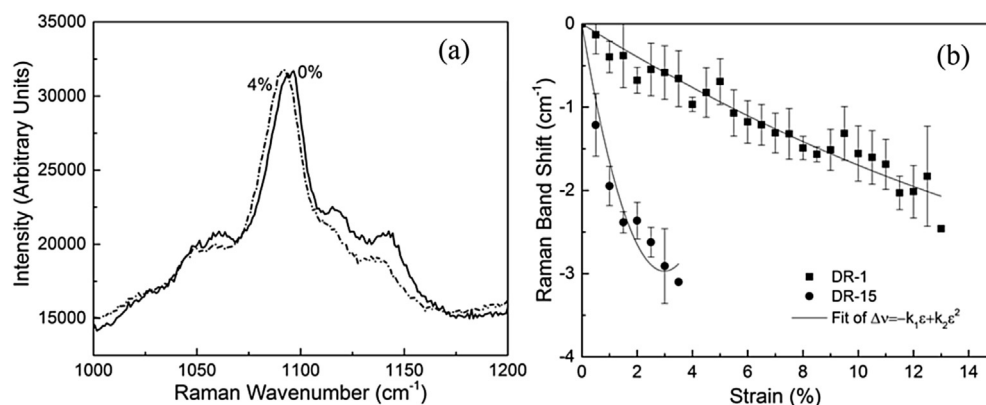 (a)
4%
0%
35000
30000
25000
20000
15000
Intensity (Arbitrary Units)
1000
1050
1100
1150
1200
Raman Wavenumber (cm⁻¹)
(b)
0
-1
-2
-3
-4
Raman Band Shift (cm⁻¹)
DR-1
DR-15
Fit of Δν=-k₁ε+k₂ε²
0 2 4 6 8 10 12 14
Strain (%)